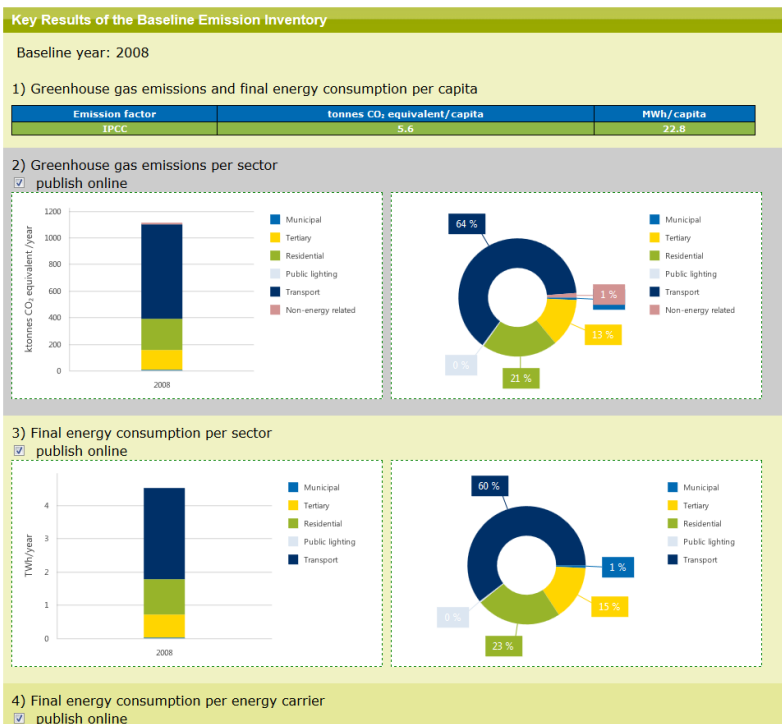 Key Results of the Baseline Emission Inventory
Baseline year: 2008
1) Greenhouse gas emissions and final energy consumption per capita
Emission factor tonnes CO₂ equivalent/capita MWh/capita
IPCC 5.6 22.8
2) Greenhouse gas emissions per sector
publish online
ktonnes CO₂ equivalent /year
1200
1000
800
600
400
200
0
2008
Municipal
Tertiary
Residential
Public lighting
Transport
Non-energy related
64 %
1 %
13 %
21 %
0 %
Municipal
Tertiary
Residential
Public lighting
Transport
Non-energy related
3) Final energy consumption per sector
publish online
TWh/year
4
3
2
1
0
2008
Municipal
Tertiary
Residential
Public lighting
Transport
60 %
1 %
15 %
23 %
0 %
Municipal
Tertiary
Residential
Public lighting
Transport
4) Final energy consumption per energy carrier
publish online